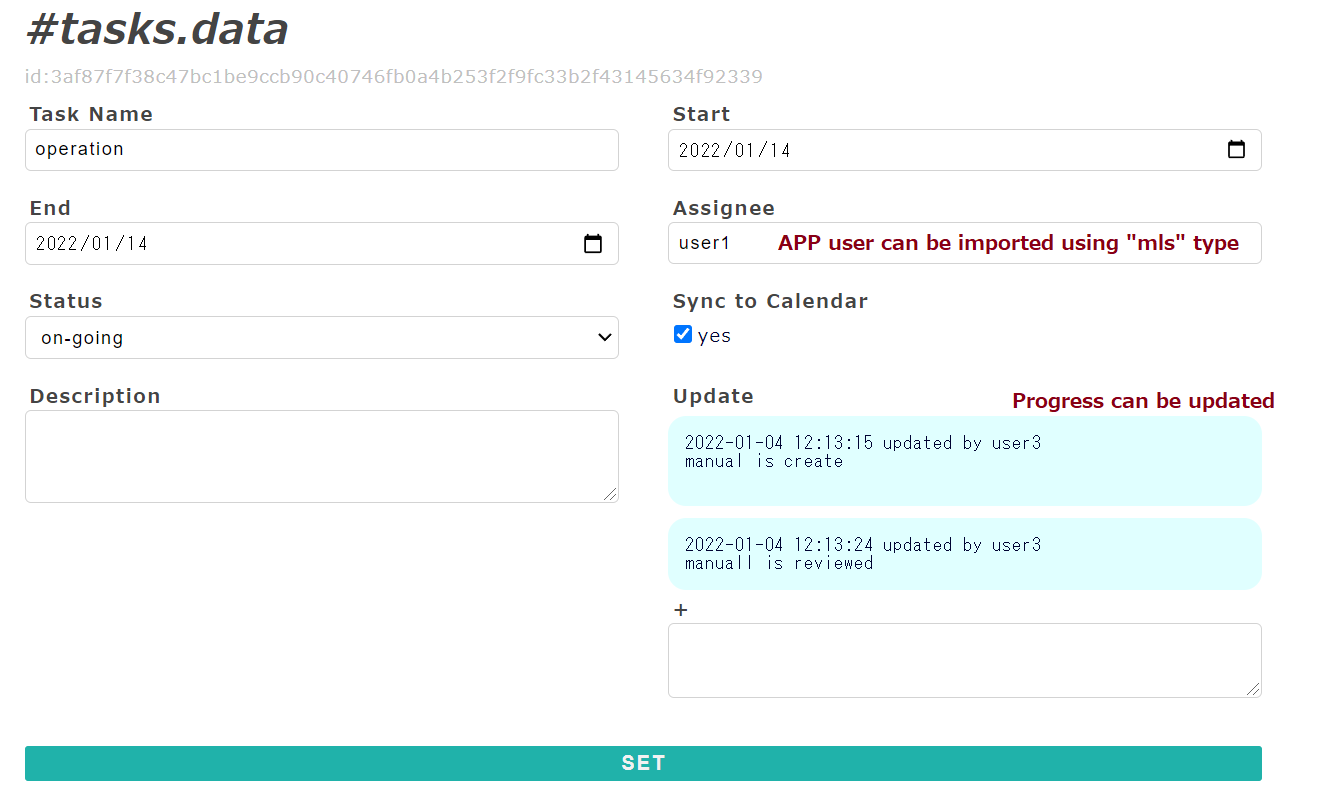 #tasks.data
id:3af87f7f38c47bc1be9ccb90c40746fb0a4b253f2f9fc33b2f43145634f92339
Task Name
operation
Start
2022/01/14
End
2022/01/14
Assignee
user1 APP user can be imported using "mls" type
Status
on-going
Sync to Calendar
yes
Description
Update
Progress can be updated
2022-01-04 12:13:15 updated by user3
manual is create
2022-01-04 12:13:24 updated by user3
manuall is reviewed
+
SET